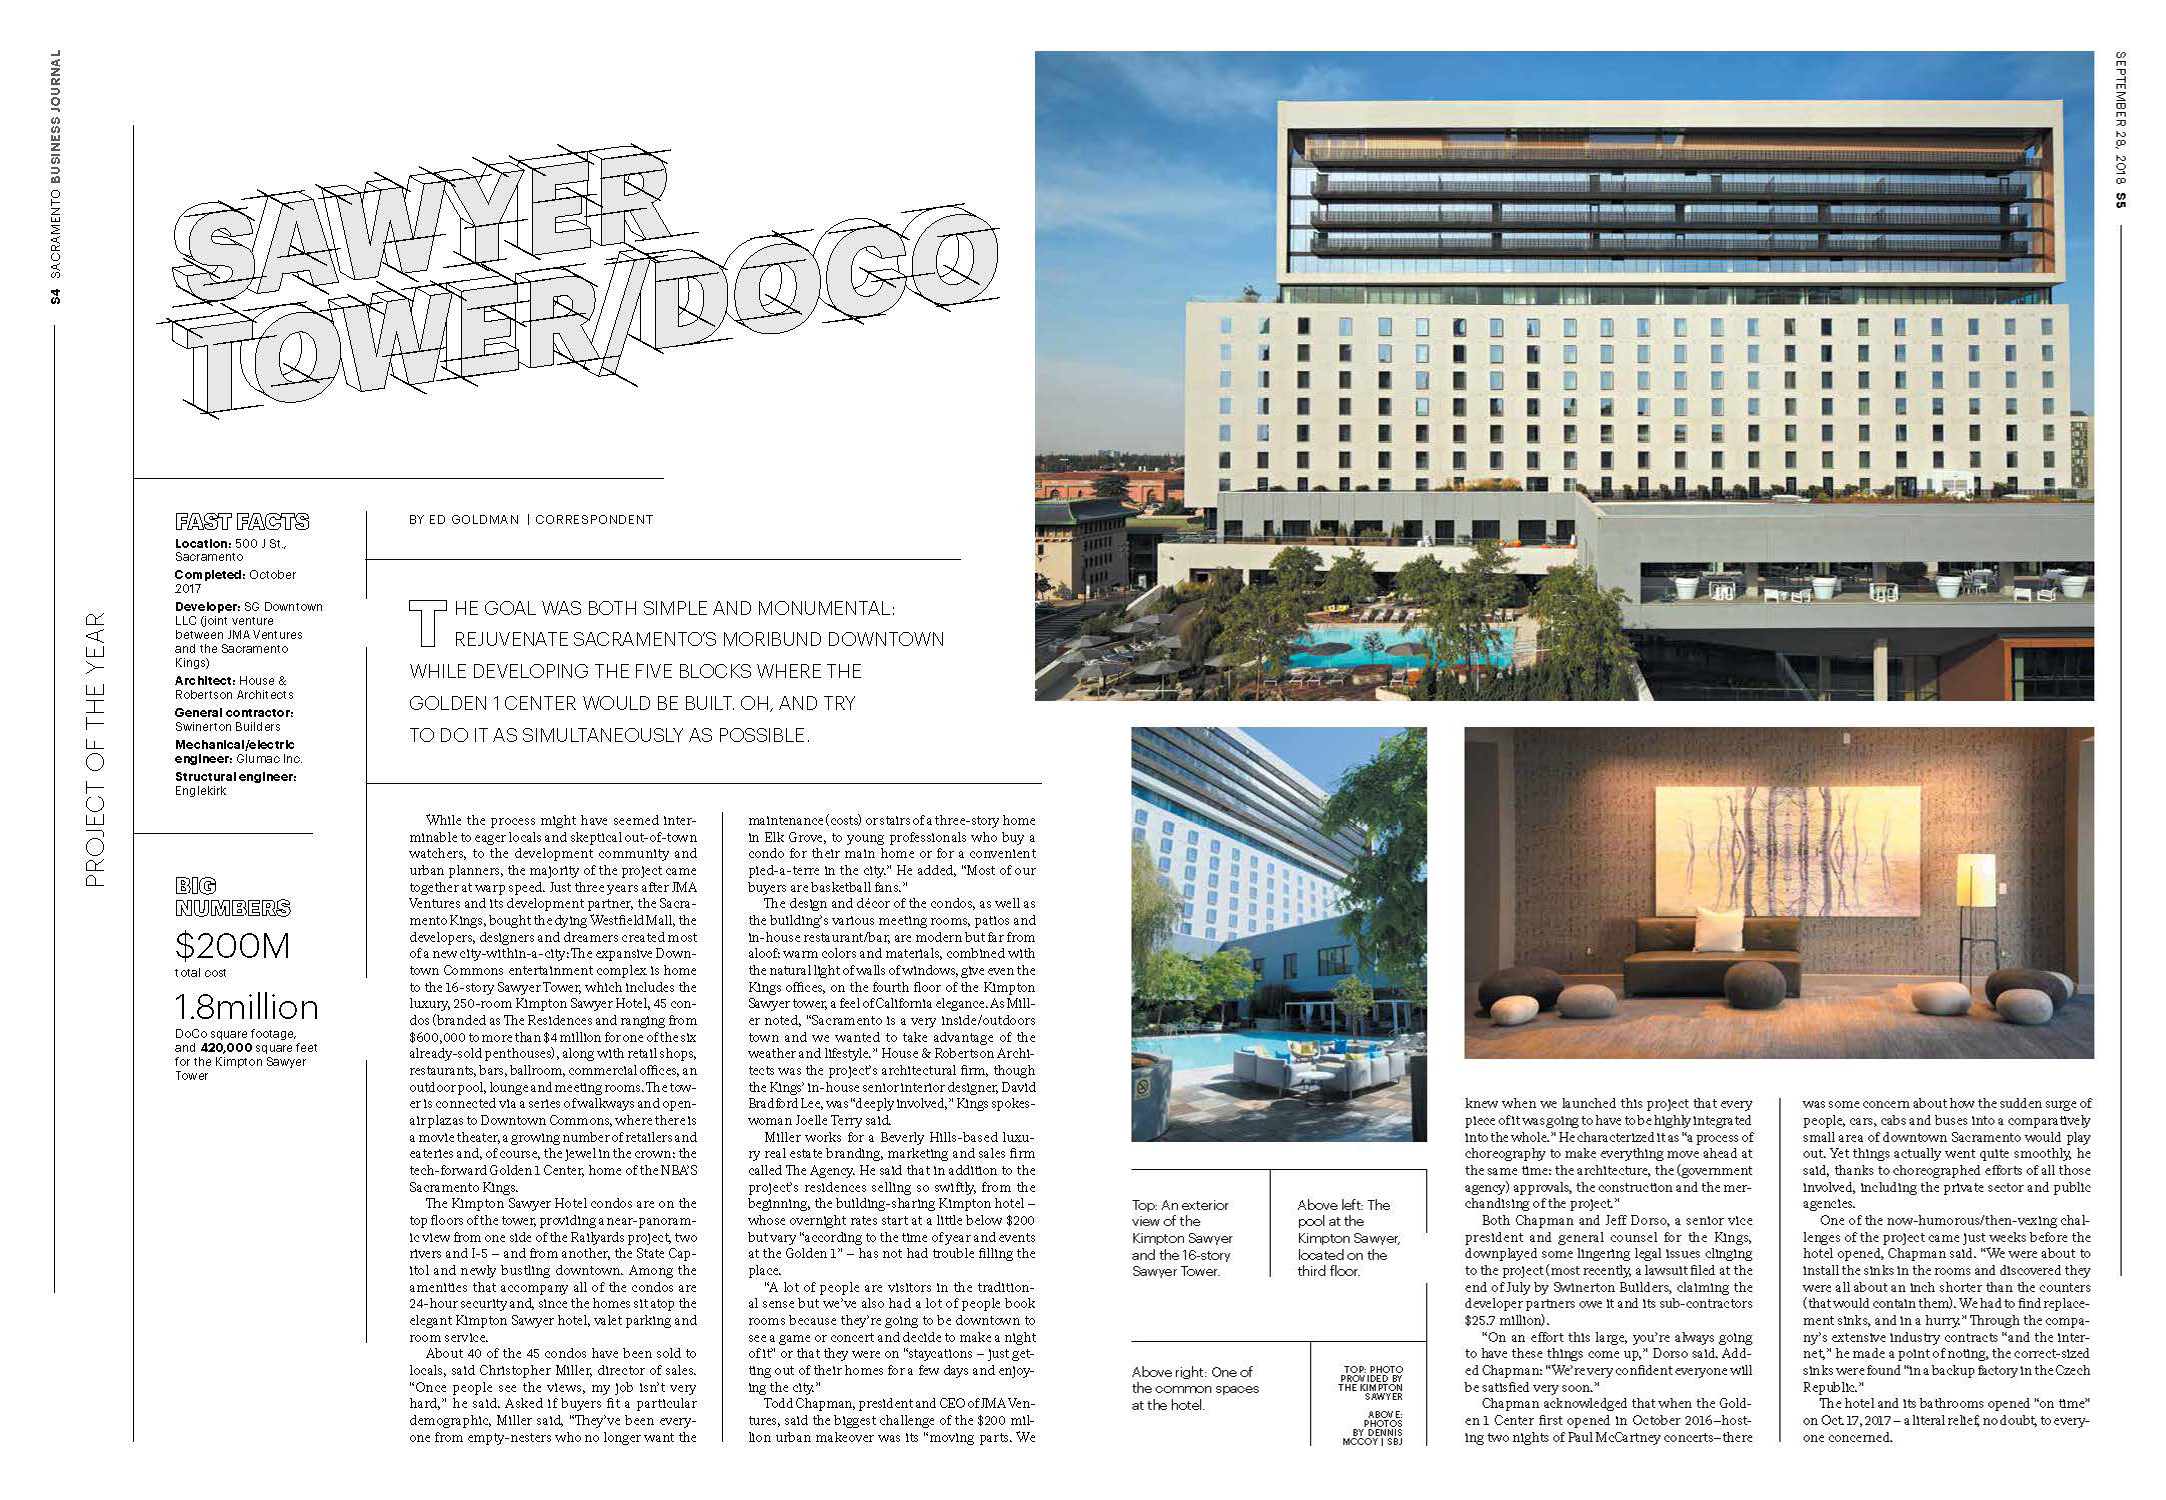 S4 SACRAMENTO BUSINESS JOURNAL
PROJECT OF THE YEAR
SAWYER
TOWER/DOCO
FAST FACTS
Location: 500 J St.,
Sacramento
Completed: October
2017
Developer: SG Downtown
LLC (joint venture
between JMA Ventures
and the Sacramento
Kings)
Architect: House &
Robertson Architects
General contractor:
Swinerton Builders
Mechanical/electric
engineer: Glumac Inc.
Structural engineer:
Englekirk
BIG
NUMBERS
$200M
total cost
1.8million
DoCo square footage,
and 420,000 square feet
for the Kimpton Sawyer
Tower
BY ED GOLDMAN | CORRESPONDENT
THE GOAL WAS BOTH SIMPLE AND MONUMENTAL:
REJUVENATE SACRAMENTO'S MORIBUND DOWNTOWN
WHILE DEVELOPING THE FIVE BLOCKS WHERE THE
GOLDEN 1 CENTER WOULD BE BUILT. OH, AND TRY
TO DO IT AS SIMULTANEOUSLY AS POSSIBLE.
While the process might have seemed inter-
minable to eager locals and skeptical out-of-town
watchers, to the development community and
urban planners, the majority of the project came
together at warp speed. Just three years after JMA
Ventures and its development partner, the Sacra-
mento Kings, bought the dying Westfield Mall, the
developers, designers and dreamers created most
of a new city-within-a-city: The expansive Down-
town Commons entertainment complex is home
to the 16-story Sawyer Tower, which includes the
luxury, 250-room Kimpton Sawyer Hotel, 45 con-
dos (branded as The Residences and ranging from
$600,000 to more than $4 million for one of the six
already-sold penthouses), along with retail shops,
restaurants, bars, ballroom, commercial offices, an
outdoor pool, lounge and meeting rooms. The tow-
er is connected via a series of walkways and open-
air plazas to Downtown Commons, where there is
a movie theater, a growing number of retailers and
eateries and, of course, the jewel in the crown: the
tech-forward Golden 1 Center, home of the NBA'S
Sacramento Kings.
The Kimpton Sawyer Hotel condos are on the
top floors of the tower, providing a near-panoram-
ic view from one side of the Railyards project, two
rivers and I-5 – and from another, the State Cap-
itol and newly bustling downtown. Among the
amenities that accompany all of the condos are
24-hour security and, since the homes sit atop the
elegant Kimpton Sawyer hotel, valet parking and
room service.
About 40 of the 45 condos have been sold to
locals, said Christopher Miller, director of sales.
"Once people see the views, my job isn't very
hard," he said. Asked if buyers fit a particular
demographic, Miller said, "They've been every-
one from empty-nesters who no longer want the
maintenance (costs) or stairs of a three-story home
in Elk Grove, to young professionals who buy a
condo for their main home or for a convenient
pied-a-terre in the city." He added, "Most of our
buyers are basketball fans."
The design and décor of the condos, as well as
the building's various meeting rooms, patios and
in-house restaurant/bar, are modern but far from
aloof: warm colors and materials, combined with
the natural light of walls of windows, give even the
Kings offices, on the fourth floor of the Kimpton
Sawyer tower, a feel of California elegance. As Mill-
er noted, "Sacramento is a very inside/outdoors
town and we wanted to take advantage of the
weather and lifestyle." House & Robertson Archi-
tects was the project's architectural firm, though
the Kings' in-house senior interior designer, David
Bradford Lee, was "deeply involved," Kings spokes-
woman Joelle Terry said.
Miller works for a Beverly Hills-based luxu-
ry real estate branding, marketing and sales firm
called The Agency. He said that in addition to the
project's residences selling so swiftly, from the
beginning, the building-sharing Kimpton hotel –
whose overnight rates start at a little below $200
but vary "according to the time of year and events
at the Golden 1" – has not had trouble filling the
place.
"A lot of people are visitors in the tradition-
al sense but we've also had a lot of people book
rooms because they're going to be downtown to
see a game or concert and decide to make a night
of it" or that they were on "staycations – just get-
ting out of their homes for a few days and enjoy-
ing the city."
Todd Chapman, president and CEO of JMA Ven-
tures, said the biggest challenge of the $200 mil-
lion urban makeover was its "moving parts. We
Top: An exterior
view of the
Kimpton Sawyer
and the 16-story
Sawyer Tower.
Above left: The
pool at the
Kimpton Sawyer,
located on the
third floor.
Above right: One of
the common spaces
at the hotel.
TOP: PHOTO
PROVIDED BY
THE KIMPTON
SAWYER
ABOVE:
PHOTOS
BY DENNIS
MCCOY | SBJ
knew when we launched this project that every
piece of it was going to have to be highly integrated
into the whole." He characterized it as "a process of
choreography to make everything move ahead at
the same time: the architecture, the (government
agency) approvals, the construction and the mer-
chandising of the project."
Both Chapman and Jeff Dorso, a senior vice
president and general counsel for the Kings,
downplayed some lingering legal issues clinging
to the project (most recently, a lawsuit filed at the
end of July by Swinerton Builders, claiming the
developer partners owe it and its sub-contractors
$25.7 million).
"On an effort this large, you're always going
to have these things come up," Dorso said. Add-
ed Chapman: "We're very confident everyone will
be satisfied very soon."
Chapman acknowledged that when the Gold-
en 1 Center first opened in October 2016–host-
ing two nights of Paul McCartney concerts–there
was some concern about how the sudden surge of
people, cars, cabs and buses into a comparatively
small area of downtown Sacramento would play
out. Yet things actually went quite smoothly, he
said, thanks to choreographed efforts of all those
involved, including the private sector and public
agencies.
One of the now-humorous/then-vexing chal-
lenges of the project came just weeks before the
hotel opened, Chapman said. "We were about to
install the sinks in the rooms and discovered they
were all about an inch shorter than the counters
(that would contain them). We had to find replace-
ment sinks, and in a hurry." Through the compa-
ny's extensive industry contracts "and the inter-
net," he made a point of noting, the correct-sized
sinks were found "in a backup factory in the Czech
Republic."
The hotel and its bathrooms opened "on time"
on Oct. 17, 2017 – a literal relief, no doubt, to every-
one concerned.
SEPTEMBER 28, 2018 S5